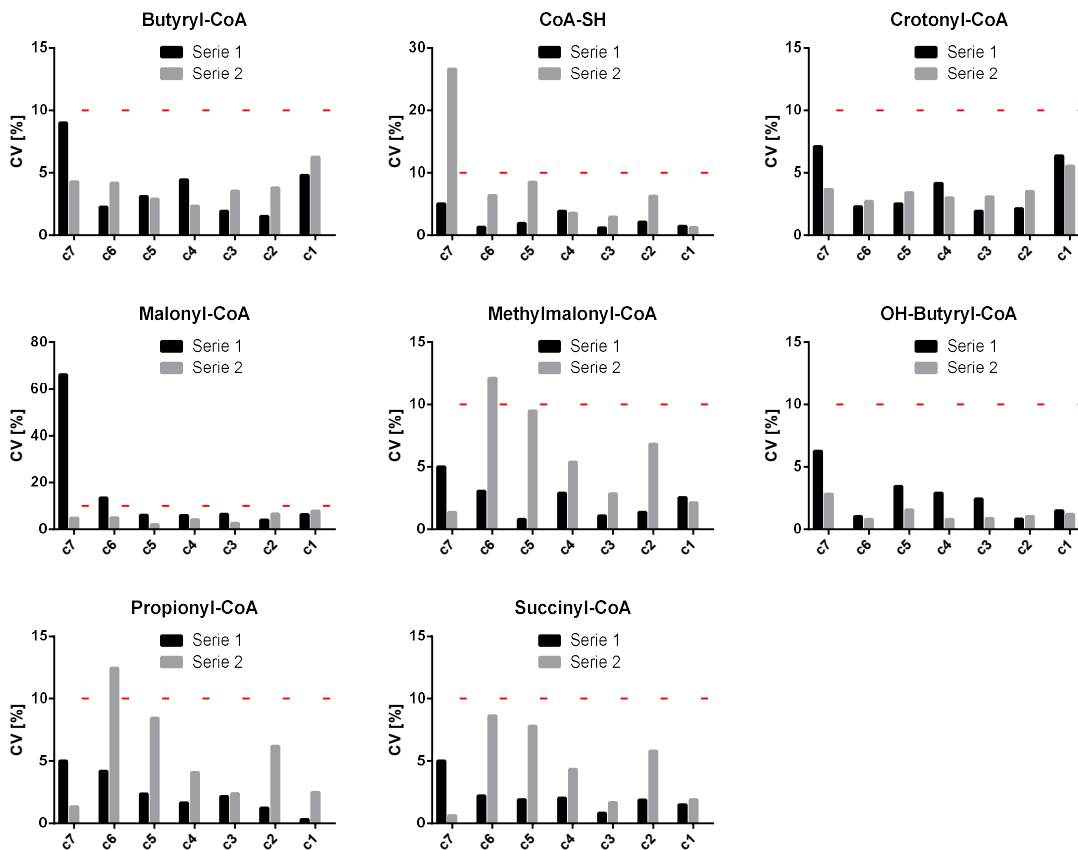 Butyryl-CoA
Serie 1
Serie 2
CV [%]
15
10
5
0
c7 c6 c5 c4 c3 c2 c1
CoA-SH
Serie 1
Serie 2
CV [%]
30
20
10
0
c7 c6 c5 c4 c3 c2 c1
Crotonyl-CoA
Serie 1
Serie 2
CV [%]
15
10
5
0
c7 c6 c5 c4 c3 c2 c1
Malonyl-CoA
Serie 1
Serie 2
CV [%]
80
60
40
20
0
c7 c6 c5 c4 c3 c2 c1
Methylmalonyl-CoA
Serie 1
Serie 2
CV [%]
15
10
5
0
c7 c6 c5 c4 c3 c2 c1
OH-Butyryl-CoA
Serie 1
Serie 2
CV [%]
15
10
5
0
c7 c6 c5 c4 c3 c2 c1
Propionyl-CoA
Serie 1
Serie 2
CV [%]
15
10
5
0
c7 c6 c5 c4 c3 c2 c1
Succinyl-CoA
Serie 1
Serie 2
CV [%]
15
10
5
0
c7 c6 c5 c4 c3 c2 c1